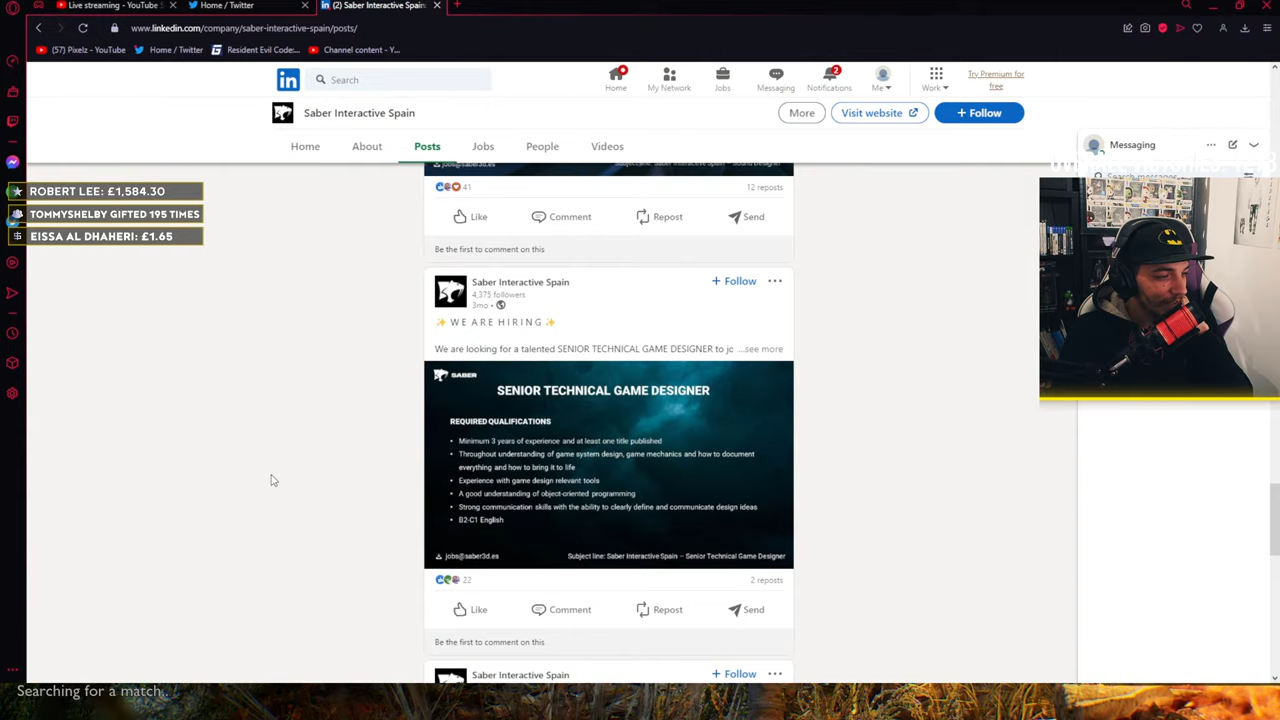 Live streaming - YouTube S
Home / Twitter
(2) Saber Interactive Spain
www.linkedin.com/company/saber-interactive-spain/posts/
(57) Pixelz - YouTube
Home / Twitter
Resident Evil Code:...
Channel content - Y...
in
Search
Home
My Network
Jobs
Messaging
2
Notifications
Me
Work
Try Premium for
free
Saber Interactive Spain
More
Visit website
+ Follow
Home
About
Posts
Jobs
People
Videos
Messaging
ROBERT LEE: £1,584.30
TOMMYSHELBY GIFTED 195 TIMES
EISSA AL DHAHERI: £1.65
41
12 reposts
Like
Comment
Repost
Send
Be the first to comment on this
Saber Interactive Spain
+ Follow
4,375 followers
3mo •
✨ W E A R E H I R I N G ✨
We are looking for a talented SENIOR TECHNICAL GAME DESIGNER to jo ...see more
SABER
SENIOR TECHNICAL GAME DESIGNER
REQUIRED QUALIFICATIONS
• Minimum 3 years of experience and at least one title published
• Throughout understanding of game system design, game mechanics and how to document
everything and how to bring it to life
• Experience with game design relevant tools
• A good understanding of object-oriented programming
• Strong communication skills with the ability to clearly define and communicate design ideas
• B2-C1 English
jobs@saber3d.es
Subject line: Saber Interactive Spain – Senior Technical Game Designer
22
2 reposts
Like
Comment
Repost
Send
Be the first to comment on this
Saber Interactive Spain
+ Follow
Searching for a match..